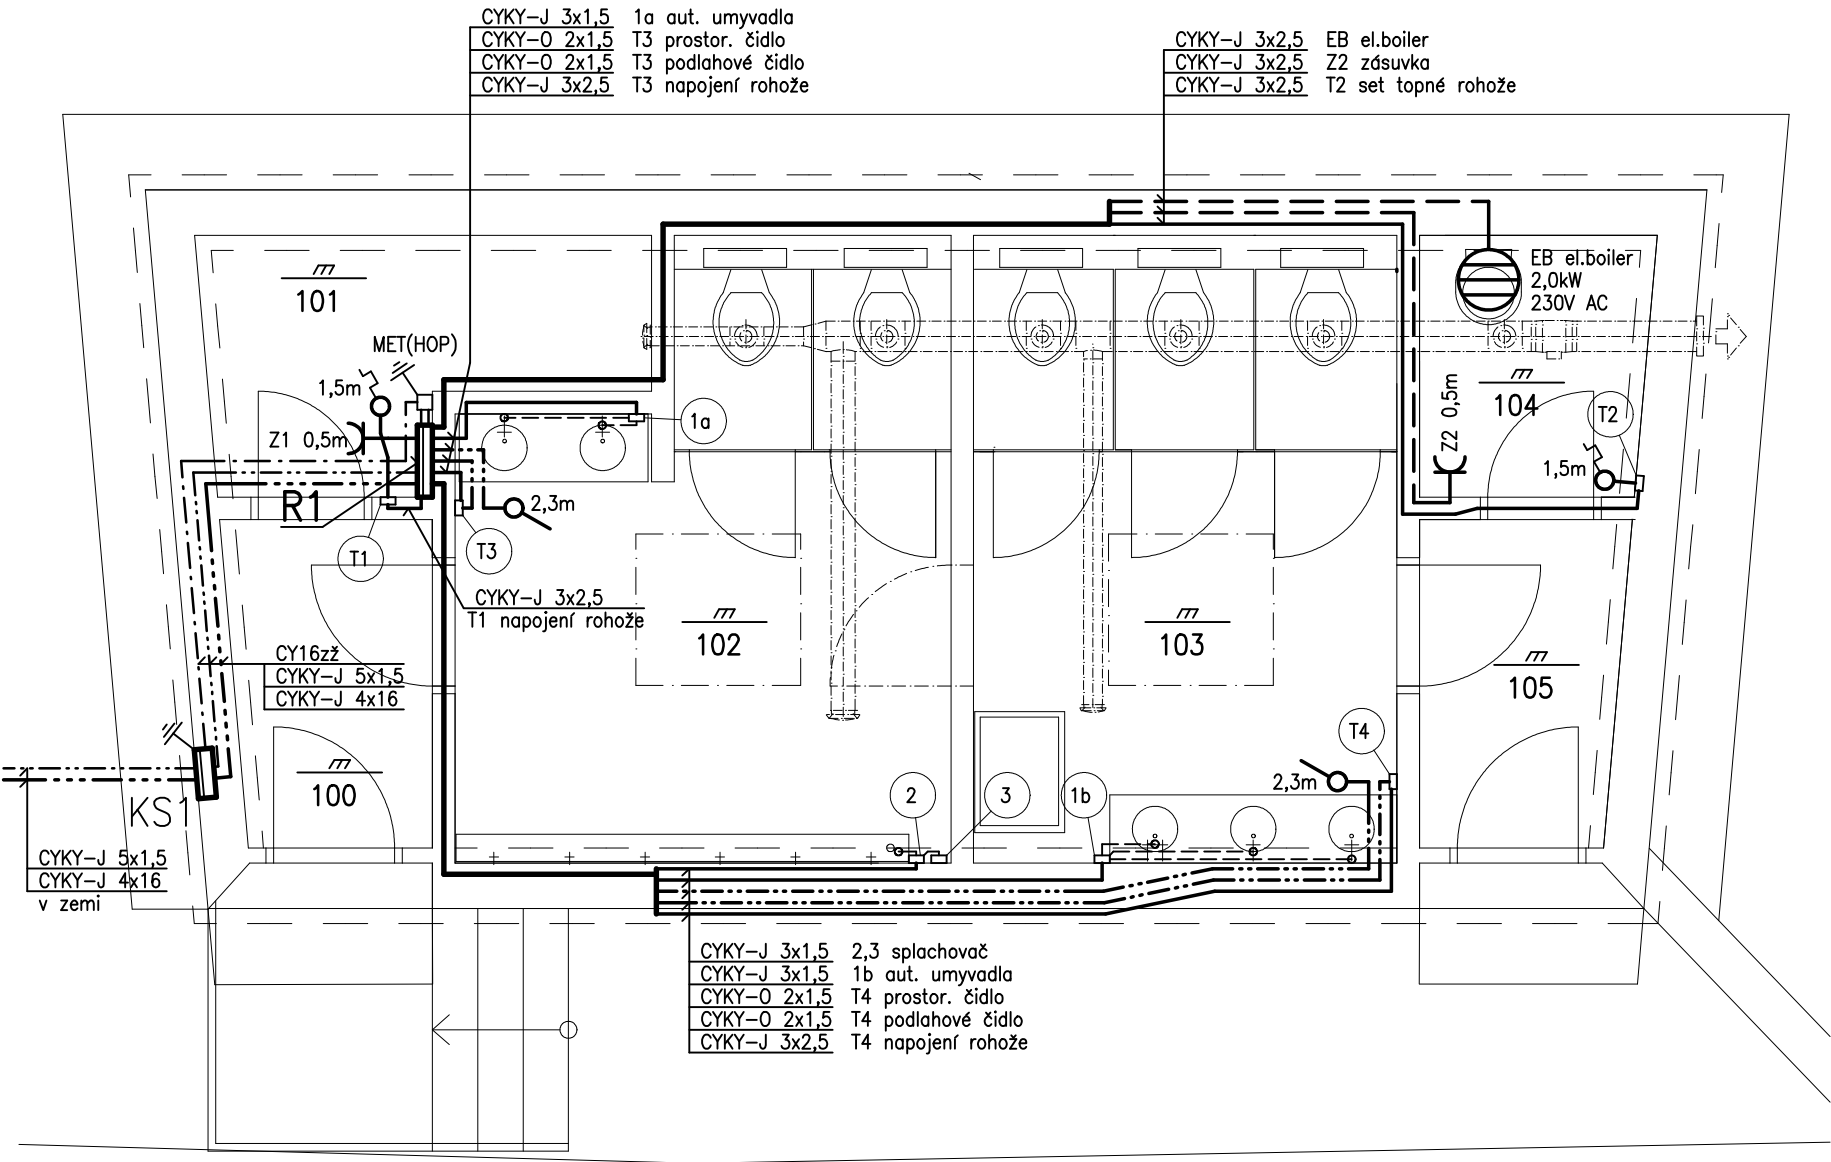 CYKY-J 3x1,5 1a aut. umyvadla
CYKY-O 2x1,5 T3 prostor. čidlo
CYKY-O 2x1,5 T3 podlahové čidlo
CYKY-J 3x2,5 T3 napojení rohože
CYKY-J 3x2,5 EB el.boiler
CYKY-J 3x2,5 Z2 zásuvka
CYKY-J 3x2,5 T2 set topné rohože
101
EB el.boiler
2,0kW
230V AC
MET(HOP)
1,5m
Z1 0,5m
1a
Z2 0,5m
104
T2
1,5m
R1
2,3m
T1
T3
CYKY-J 3x2,5
T1 napojení rohože
102
103
105
CY16zž
CYKY-J 5x1,5
CYKY-J 4x16
T4
2,3m
100
2
3
1b
KS1
CYKY-J 5x1,5
CYKY-J 4x16
v zemi
CYKY-J 3x1,5 2,3 splachovač
CYKY-J 3x1,5 1b aut. umyvadla
CYKY-O 2x1,5 T4 prostor. čidlo
CYKY-O 2x1,5 T4 podlahové čidlo
CYKY-J 3x2,5 T4 napojení rohože